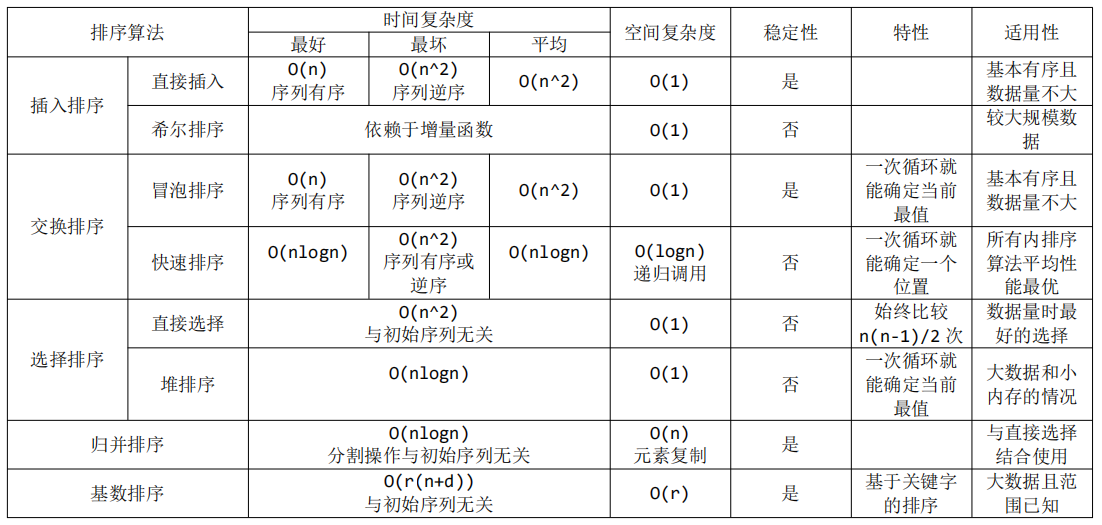 排序算法 时间复杂度 空间复杂度 稳定性 特性 适用性
最好 最坏 平均
插入排序
直接插入
O(n)
序列有序
O(n^2)
序列逆序
O(n^2)
O(1)
是
基本有序且
数据量不大
希尔排序
依赖于增量函数
O(1)
否
较大规模数
据
交换排序
冒泡排序
O(n)
序列有序
O(n^2)
序列逆序
O(n^2)
O(1)
是
一次循环就
能确定当前
最值
基本有序且
数据量不大
快速排序
O(nlogn)
O(n^2)
序列有序或
逆序
O(nlogn)
O(logn)
递归调用
否
一次循环就
能确定一个
位置
所有内排序
算法平均性
能最优
选择排序
直接选择
O(n^2)
与初始序列无关
O(1)
否
始终比较
n(n-1)/2 次
数据量时最
好的选择
堆排序
O(nlogn)
O(1)
否
一次循环就
能确定当前
最值
大数据和小
内存的情况
归并排序
O(nlogn)
分割操作与初始序列无关
O(n)
元素复制
是
与直接选择
结合使用
基数排序
O(r(n+d))
与初始序列无关
O(r)
是
基于关键字
的排序
大数据且范
围已知